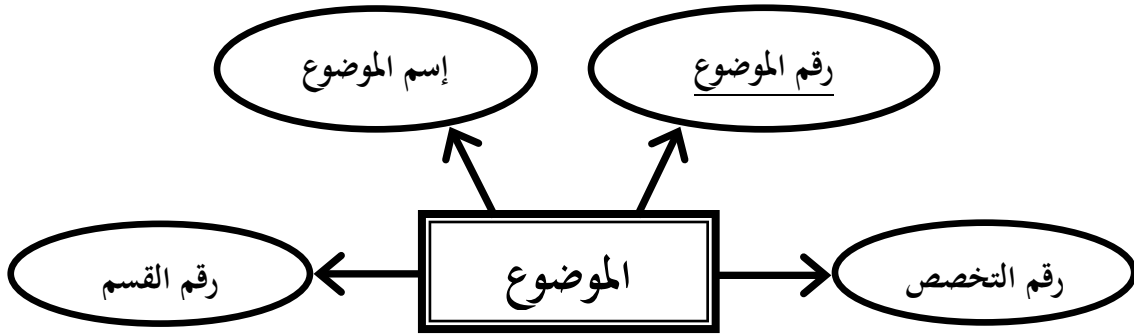 رقم الموضوع
إسم الموضوع
رقم التخصص
الموضوع
رقم القسم